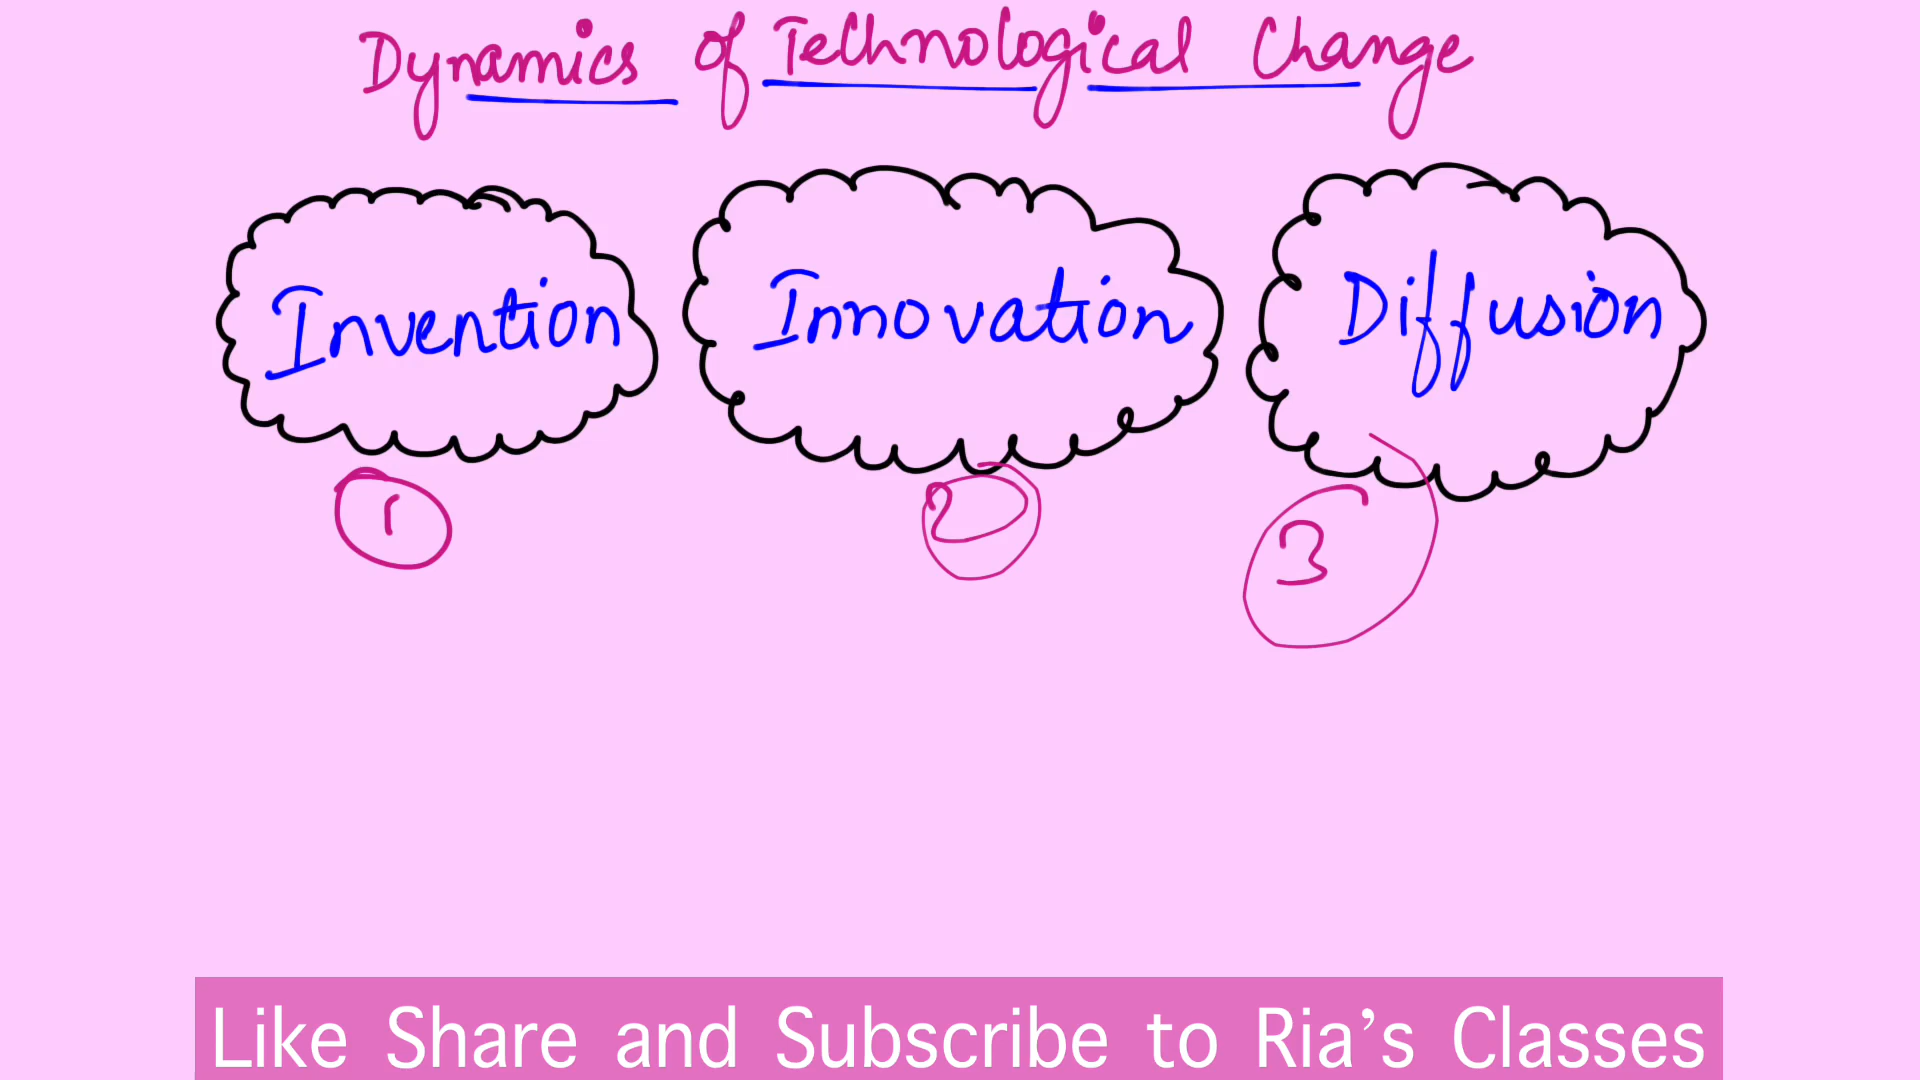 Dynamics of Technological Change
Invention Innovation Diffusion
1 2 3
Like Share and Subscribe to Ria's Classes